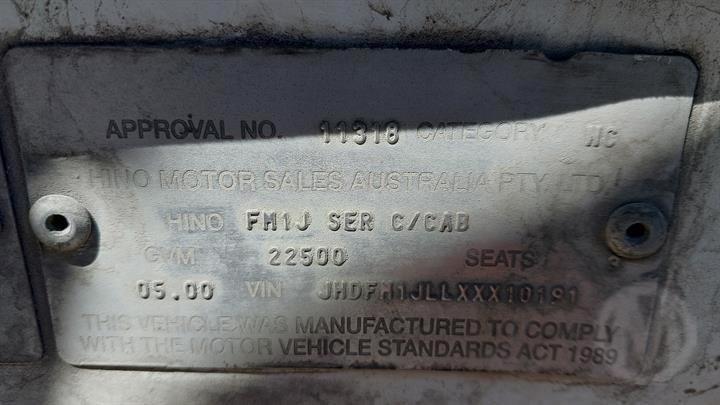 APPROVAL NO. 11318 CATEGORY NC
HINO MOTOR SALES AUSTRALIA PTY. LTD.
HINO FM1J SER C/CAB
GVM 22500 SEATS
05.00 VIN JHDFM1JLLXXX10191
THIS VEHICLE WAS MANUFACTURED TO COMPLY
WITH THE MOTOR VEHICLE STANDARDS ACT 1989